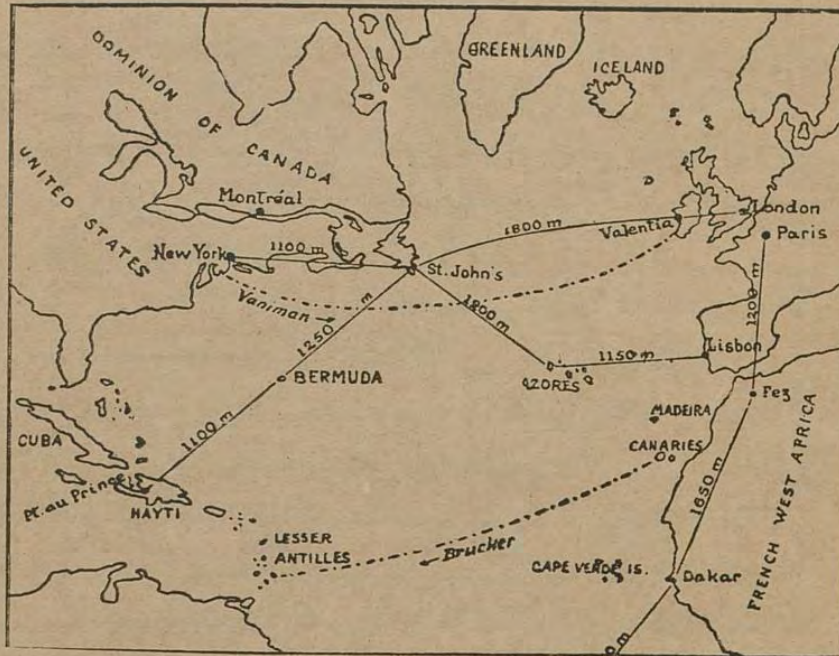 GREENLAND
ICELAND
DOMINION OF CANADA
UNITED STATES
Montréal
London
1800 m
Valentia
Paris
New York
1100 m
St. John's
Vaniman →
1250 m
1800 m
1200 m
1150 m
Lisbon
BERMUDA
AZORES
Fez
MADEIRA
CUBA
1100 m
CANARIES
Pt. au Prince
HAYTI
1650 m
FRENCH WEST AFRICA
LESSER
ANTILLES
← Brucker
CAPE VERDE IS.
Dakar
0 m